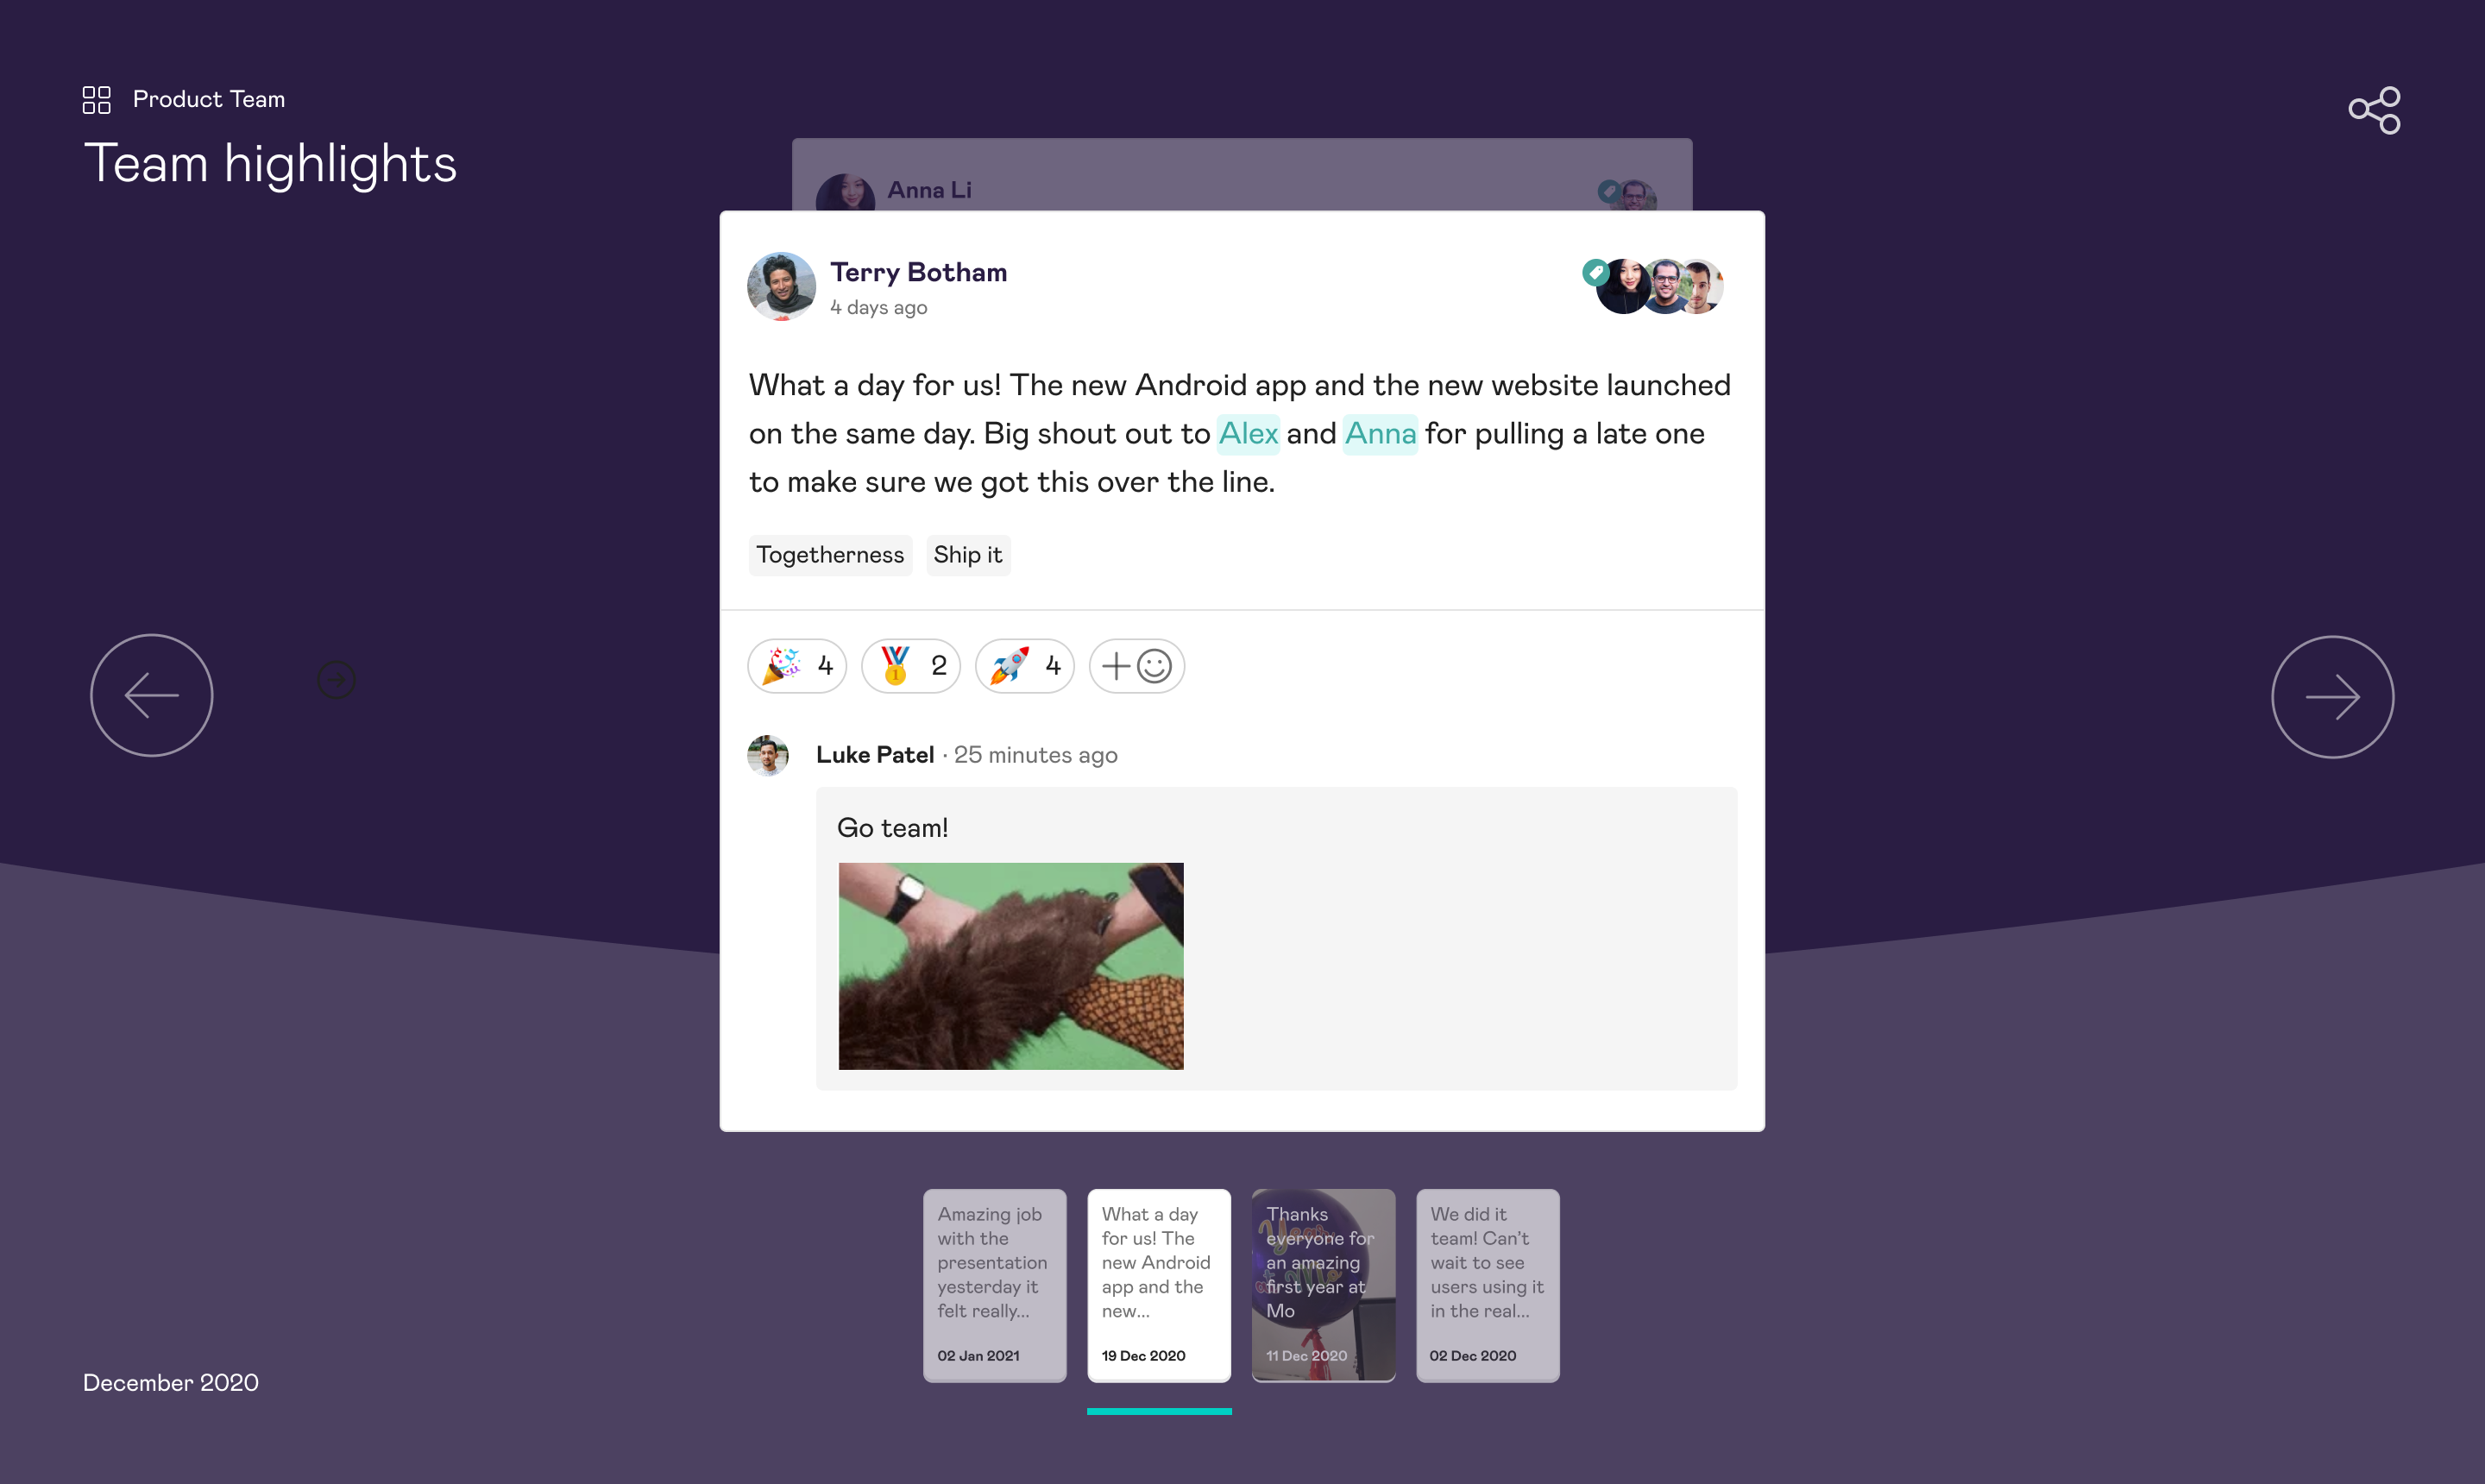 Product Team
Team highlights
Anna Li
Terry Botham
4 days ago
What a day for us! The new Android app and the new website launched
on the same day. Big shout out to Alex and Anna for pulling a late one
to make sure we got this over the line.
Togetherness Ship it
4 2 4
Luke Patel · 25 minutes ago
Go team!
Amazing job
with the
presentation
yesterday it
felt really...
02 Jan 2021
What a day
for us! The
new Android
app and the
new...
19 Dec 2020
Thanks
everyone for
an amazing
first year at
Mo
11 Dec 2020
We did it
team! Can’t
wait to see
users using it
in the real...
02 Dec 2020
December 2020